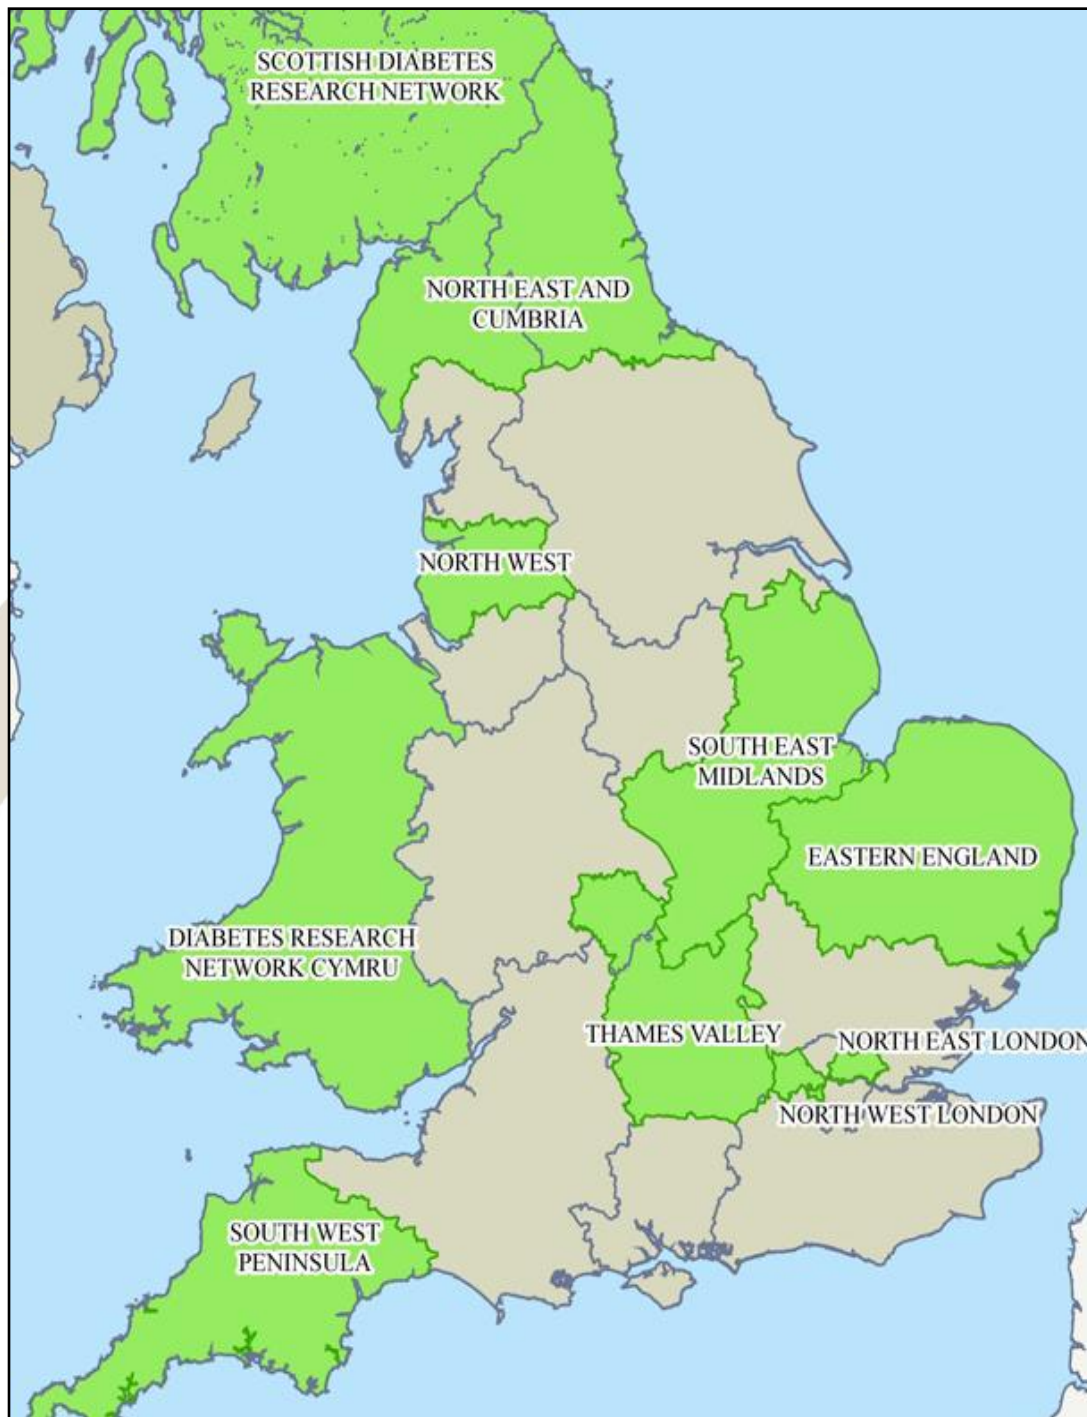 SCOTTISH DIABETES
RESEARCH NETWORK
NORTH EAST AND
CUMBRIA
NORTH WEST
SOUTH EAST
MIDLANDS
EASTERN ENGLAND
DIABETES RESEARCH
NETWORK CYMRU
THAMES VALLEY
NORTH EAST LONDON
NORTH WEST LONDON
SOUTH WEST
PENINSULA